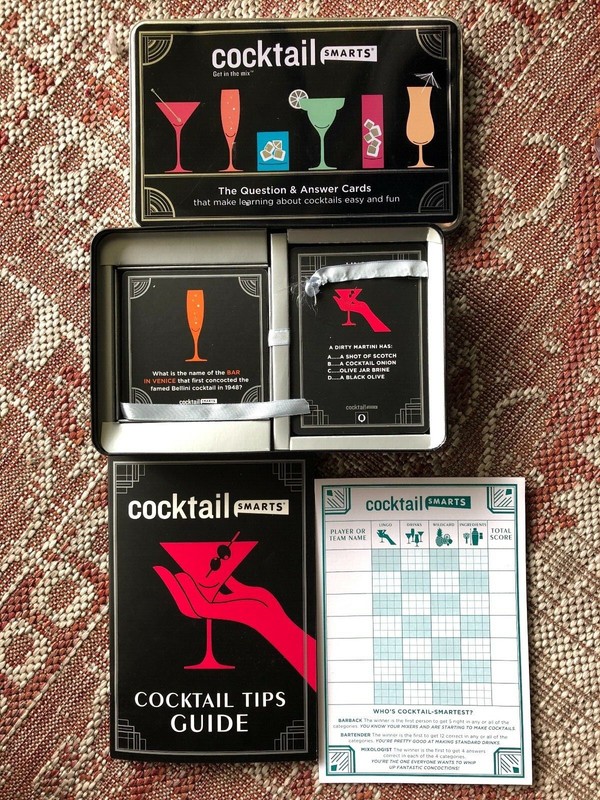 cocktail SMARTS®
Get in the mix™
The Question & Answer Cards
that make learning about cocktails easy and fun
What is the name of the BAR
IN VENICE that first concocted the
famed Bellini cocktail in 1948?
cocktail SMARTS
A DIRTY MARTINI HAS:
A.....A SHOT OF SCOTCH
B.....A COCKTAIL ONION
C.....OLIVE JAR BRINE
D.....A BLACK OLIVE
cocktail SMARTS
Q
cocktail SMARTS®
COCKTAIL TIPS
GUIDE
cocktail SMARTS®
PLAYER OR
TEAM NAME
LINGO
DRINKS
WILDCARD
INGREDIENTS
TOTAL
SCORE
WHO'S COCKTAIL-SMARTEST?
BARBACK The winner is the first person to get 5 right in any or all of the
categories. YOU KNOW YOUR MIXERS AND ARE STARTING TO MAKE COCKTAILS
BARTENDER The winner is the first to get 12 correct in any or all of the
categories. YOU'RE PRETTY GOOD AT MAKING STANDARD DRINKS
MIXOLOGIST The winner is the first to get 4 answers
correct in each of the 4 categories.
YOU'RE THE ONE EVERYONE WANTS TO WHIP
UP FANTASTIC CONCOCTIONS!